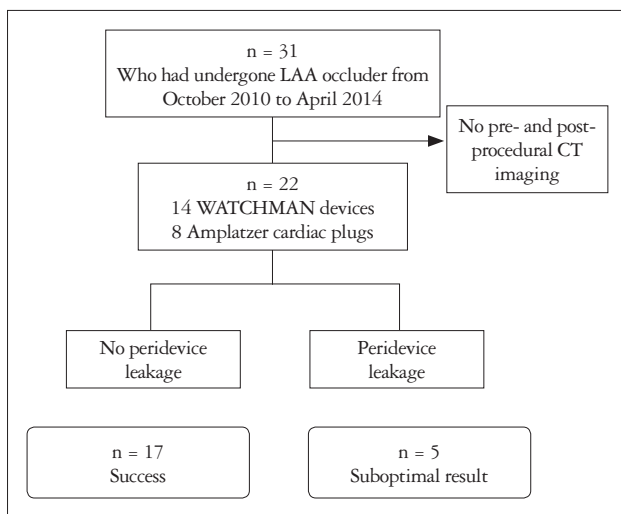 n = 31
Who had undergone LAA occluder from
October 2010 to April 2014
No pre- and post-
procedural CT
imaging
n = 22
14 WATCHMAN devices
8 Amplatzer cardiac plugs
No peridevice
leakage
Peridevice
leakage
n = 17
Success
n = 5
Suboptimal result